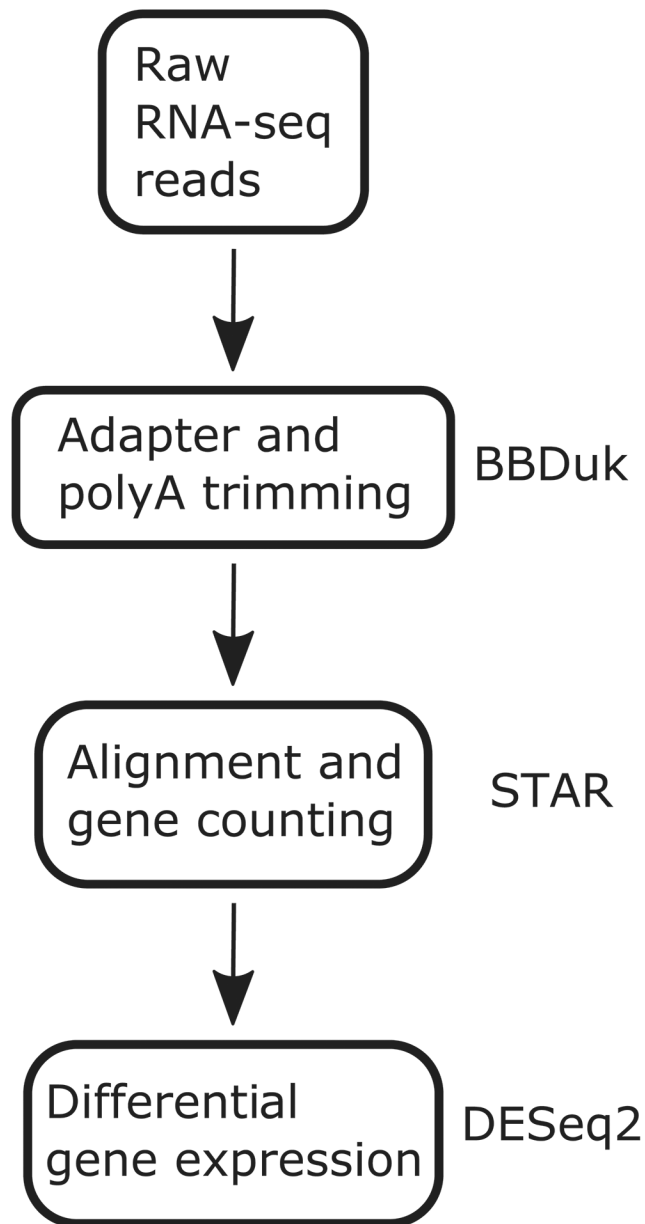 Raw
RNA-seq
reads
Adapter and
polyA trimming
BBDuk
Alignment and
gene counting
STAR
Differential
gene expression
DESeq2